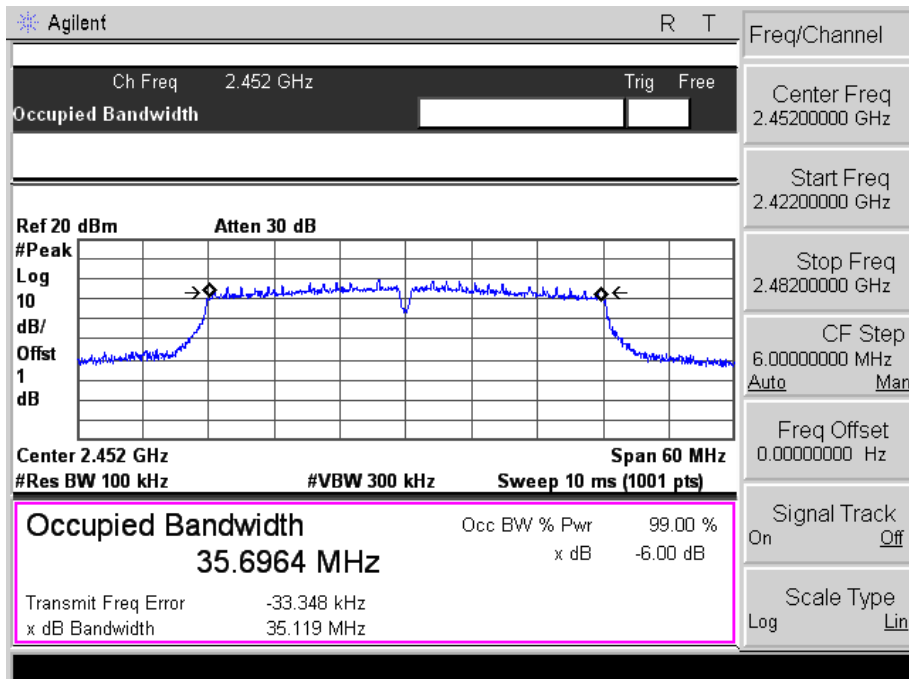 Agilent R T
Ch Freq 2.452 GHz Trig Free
Occupied Bandwidth
Ref 20 dBm Atten 30 dB
#Peak
Log
10
dB/
Offst
1
dB
Center 2.452 GHz Span 60 MHz
#Res BW 100 kHz #VBW 300 kHz Sweep 10 ms (1001 pts)
Occupied Bandwidth Occ BW % Pwr 99.00 %
35.6964 MHz x dB -6.00 dB
Transmit Freq Error -33.348 kHz
x dB Bandwidth 35.119 MHz
Freq/Channel
Center Freq
2.45200000 GHz
Start Freq
2.42200000 GHz
Stop Freq
2.48200000 GHz
CF Step
6.00000000 MHz
Auto Man
Freq Offset
0.00000000 Hz
Signal Track
On Off
Scale Type
Log Lin